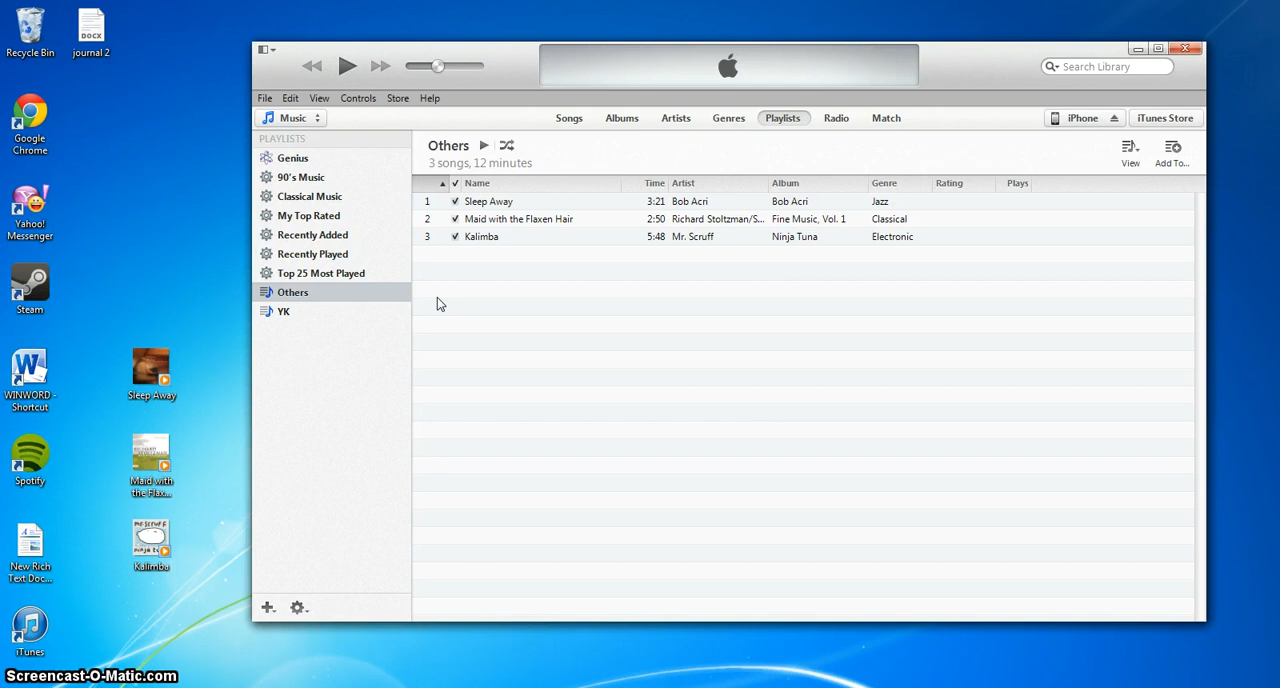 Recycle Bin
journal 2
Google
Chrome
Yahoo!
Messenger
Steam
WINWORD -
Shortcut
Sleep Away
Spotify
Maid with
the Flax...
New Rich
Text Doc...
Kalimba
iTunes
Search Library
File Edit View Controls Store Help
Music Songs Albums Artists Genres Playlists Radio Match iPhone iTunes Store
PLAYLISTS
Genius
90's Music
Classical Music
My Top Rated
Recently Added
Recently Played
Top 25 Most Played
Others
YK
Others
3 songs, 12 minutes
View Add To...
Name Time Artist Album Genre Rating Plays
1 Sleep Away 3:21 Bob Acri Bob Acri Jazz
2 Maid with the Flaxen Hair 2:50 Richard Stoltzman/S... Fine Music, Vol. 1 Classical
3 Kalimba 5:48 Mr. Scruff Ninja Tuna Electronic
DOCX
MR.SCRUFF
ninja tuna
Screencast-O-Matic.com